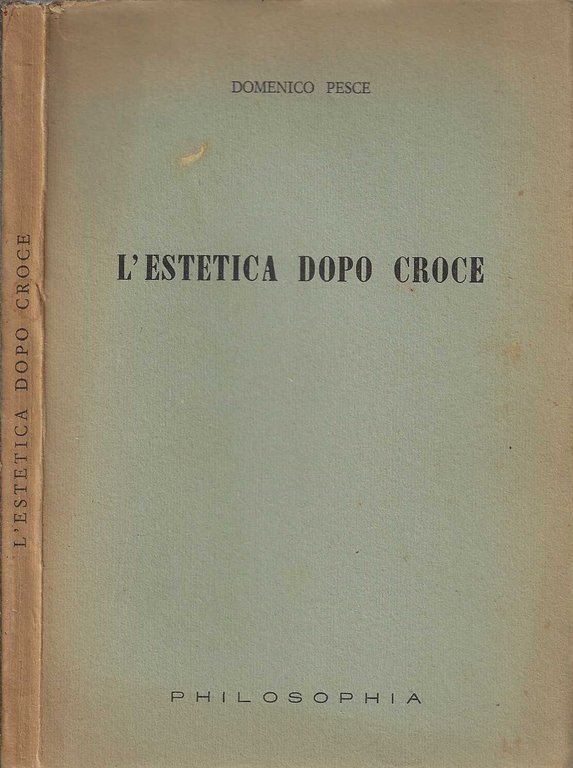 DOMENICO PESCE
L'ESTETICA DOPO CROCE
PHILOSOPHIA
L'ESTETICA DOPO CROCE